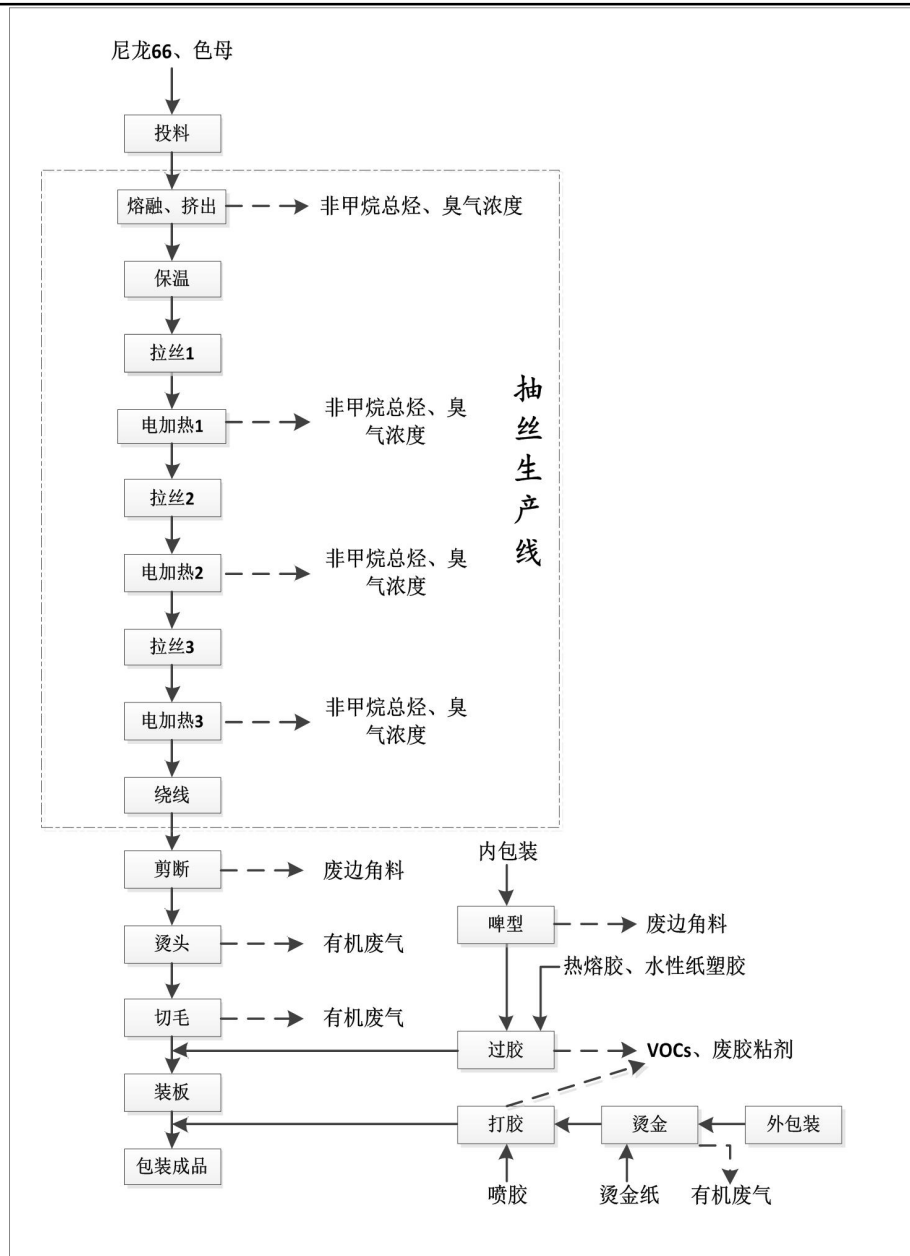 尼龙66、色母
投料
熔融、挤出
非甲烷总烃、臭气浓度
保温
拉丝1
电加热1
非甲烷总烃、臭
气浓度
拉丝2
电加热2
非甲烷总烃、臭
气浓度
拉丝3
电加热3
非甲烷总烃、臭
气浓度
绕线
抽丝生产线
剪断
废边角料
烫头
有机废气
切毛
有机废气
装板
包装成品
内包装
啤型
废边角料
热熔胶、水性纸塑胶
过胶
VOCs、废胶粘剂
打胶
烫金
外包装
喷胶
烫金纸
有机废气